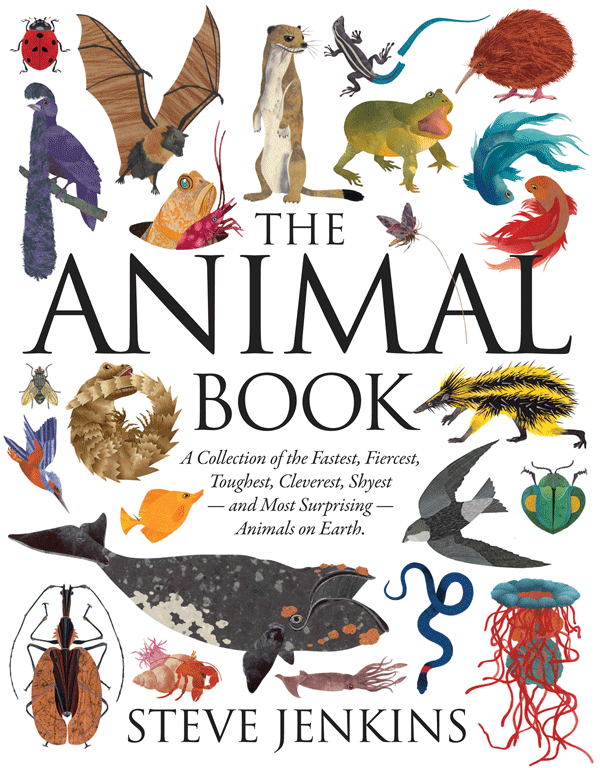 THE
ANIMAL
BOOK
A Collection of the Fastest, Fiercest,
Toughest, Cleverest, Shyest
— and Most Surprising —
Animals on Earth.
STEVE JENKINS